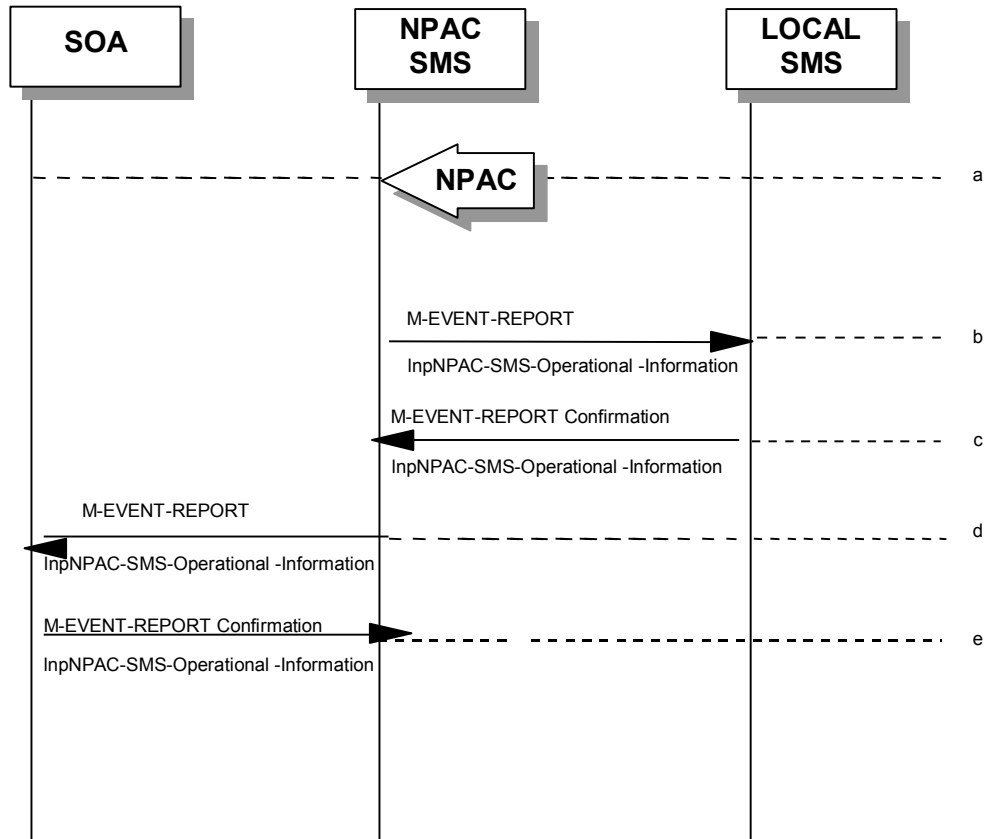 SOA
NPAC
SMS
LOCAL
SMS
NPAC
a
M-EVENT-REPORT
b
lnpNPAC-SMS-Operational -Information
M-EVENT-REPORT Confirmation
c
lnpNPAC-SMS-Operational -Information
M-EVENT-REPORT
d
lnpNPAC-SMS-Operational -Information
M-EVENT-REPORT Confirmation
e
lnpNPAC-SMS-Operational -Information